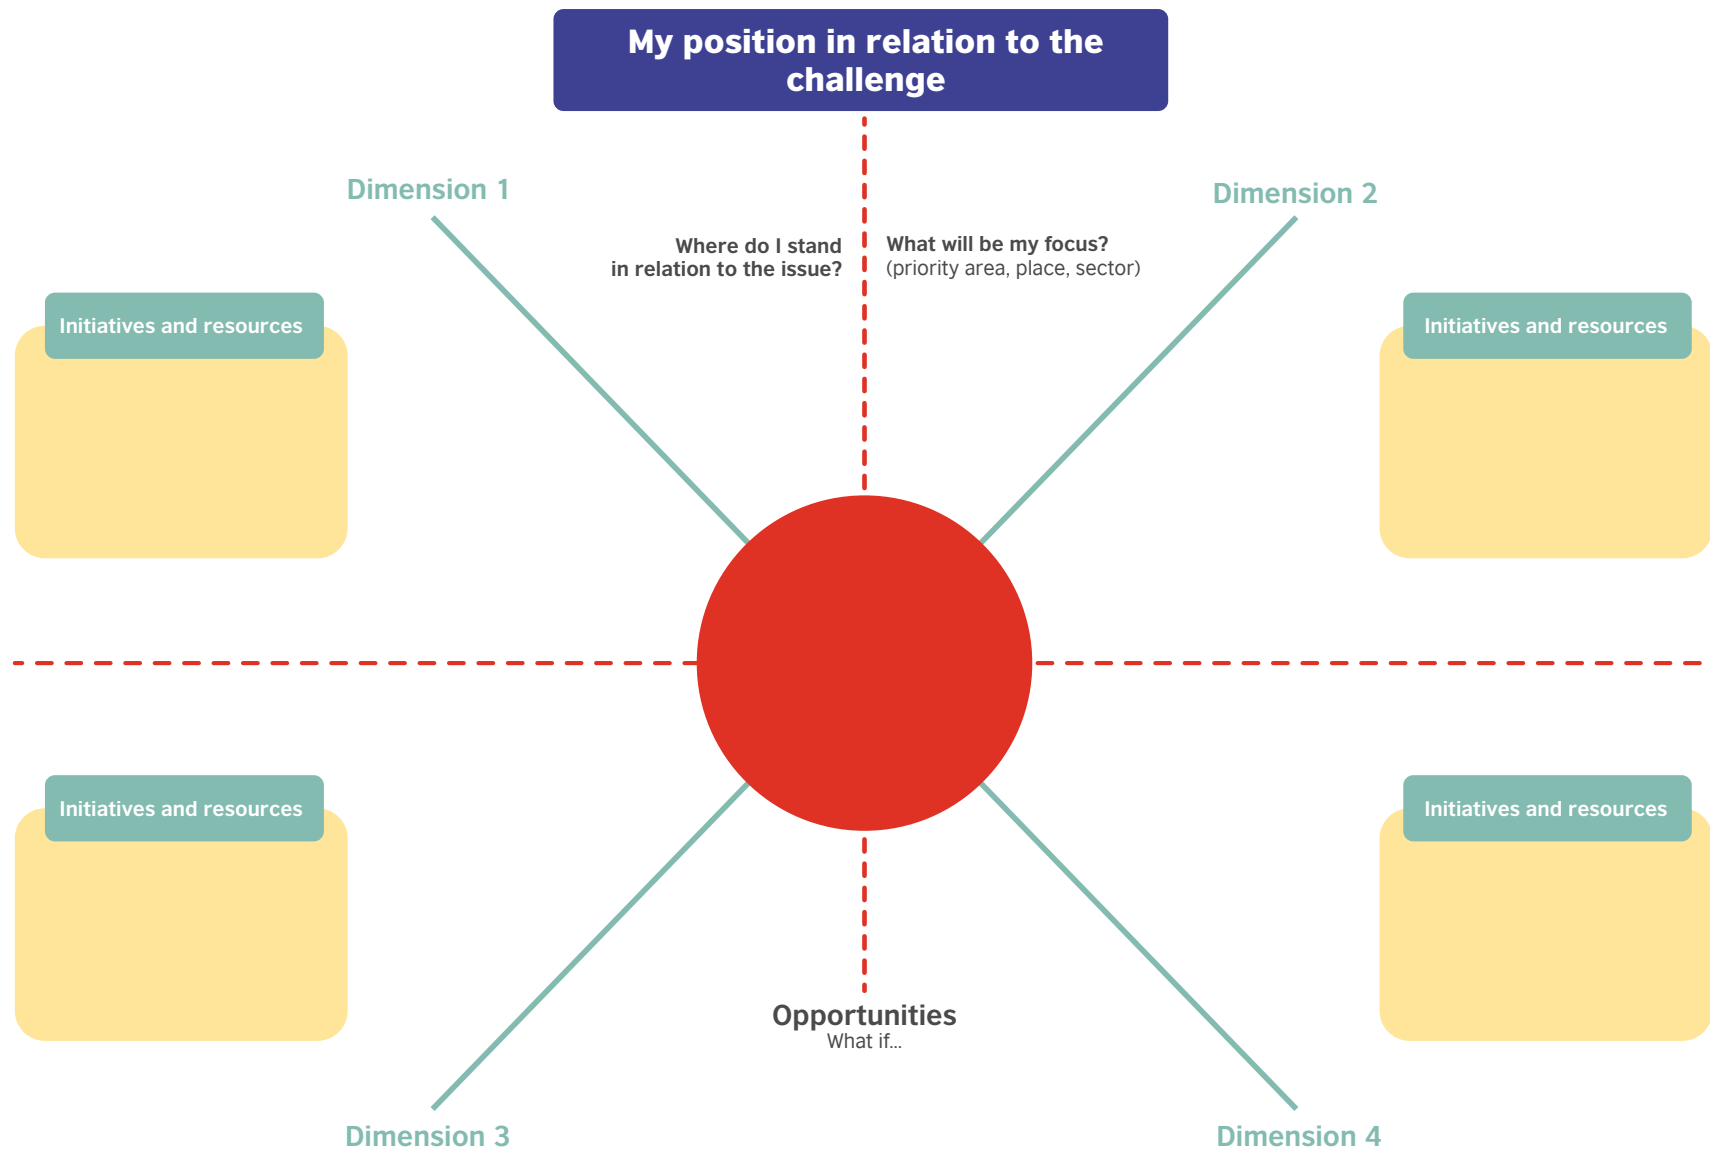 My position in relation to the
challenge
Dimension 1
Dimension 2
Where do I stand
in relation to the issue?
What will be my focus?
(priority area, place, sector)
Initiatives and resources
Initiatives and resources
Initiatives and resources
Initiatives and resources
Opportunities
What if...
Dimension 3
Dimension 4